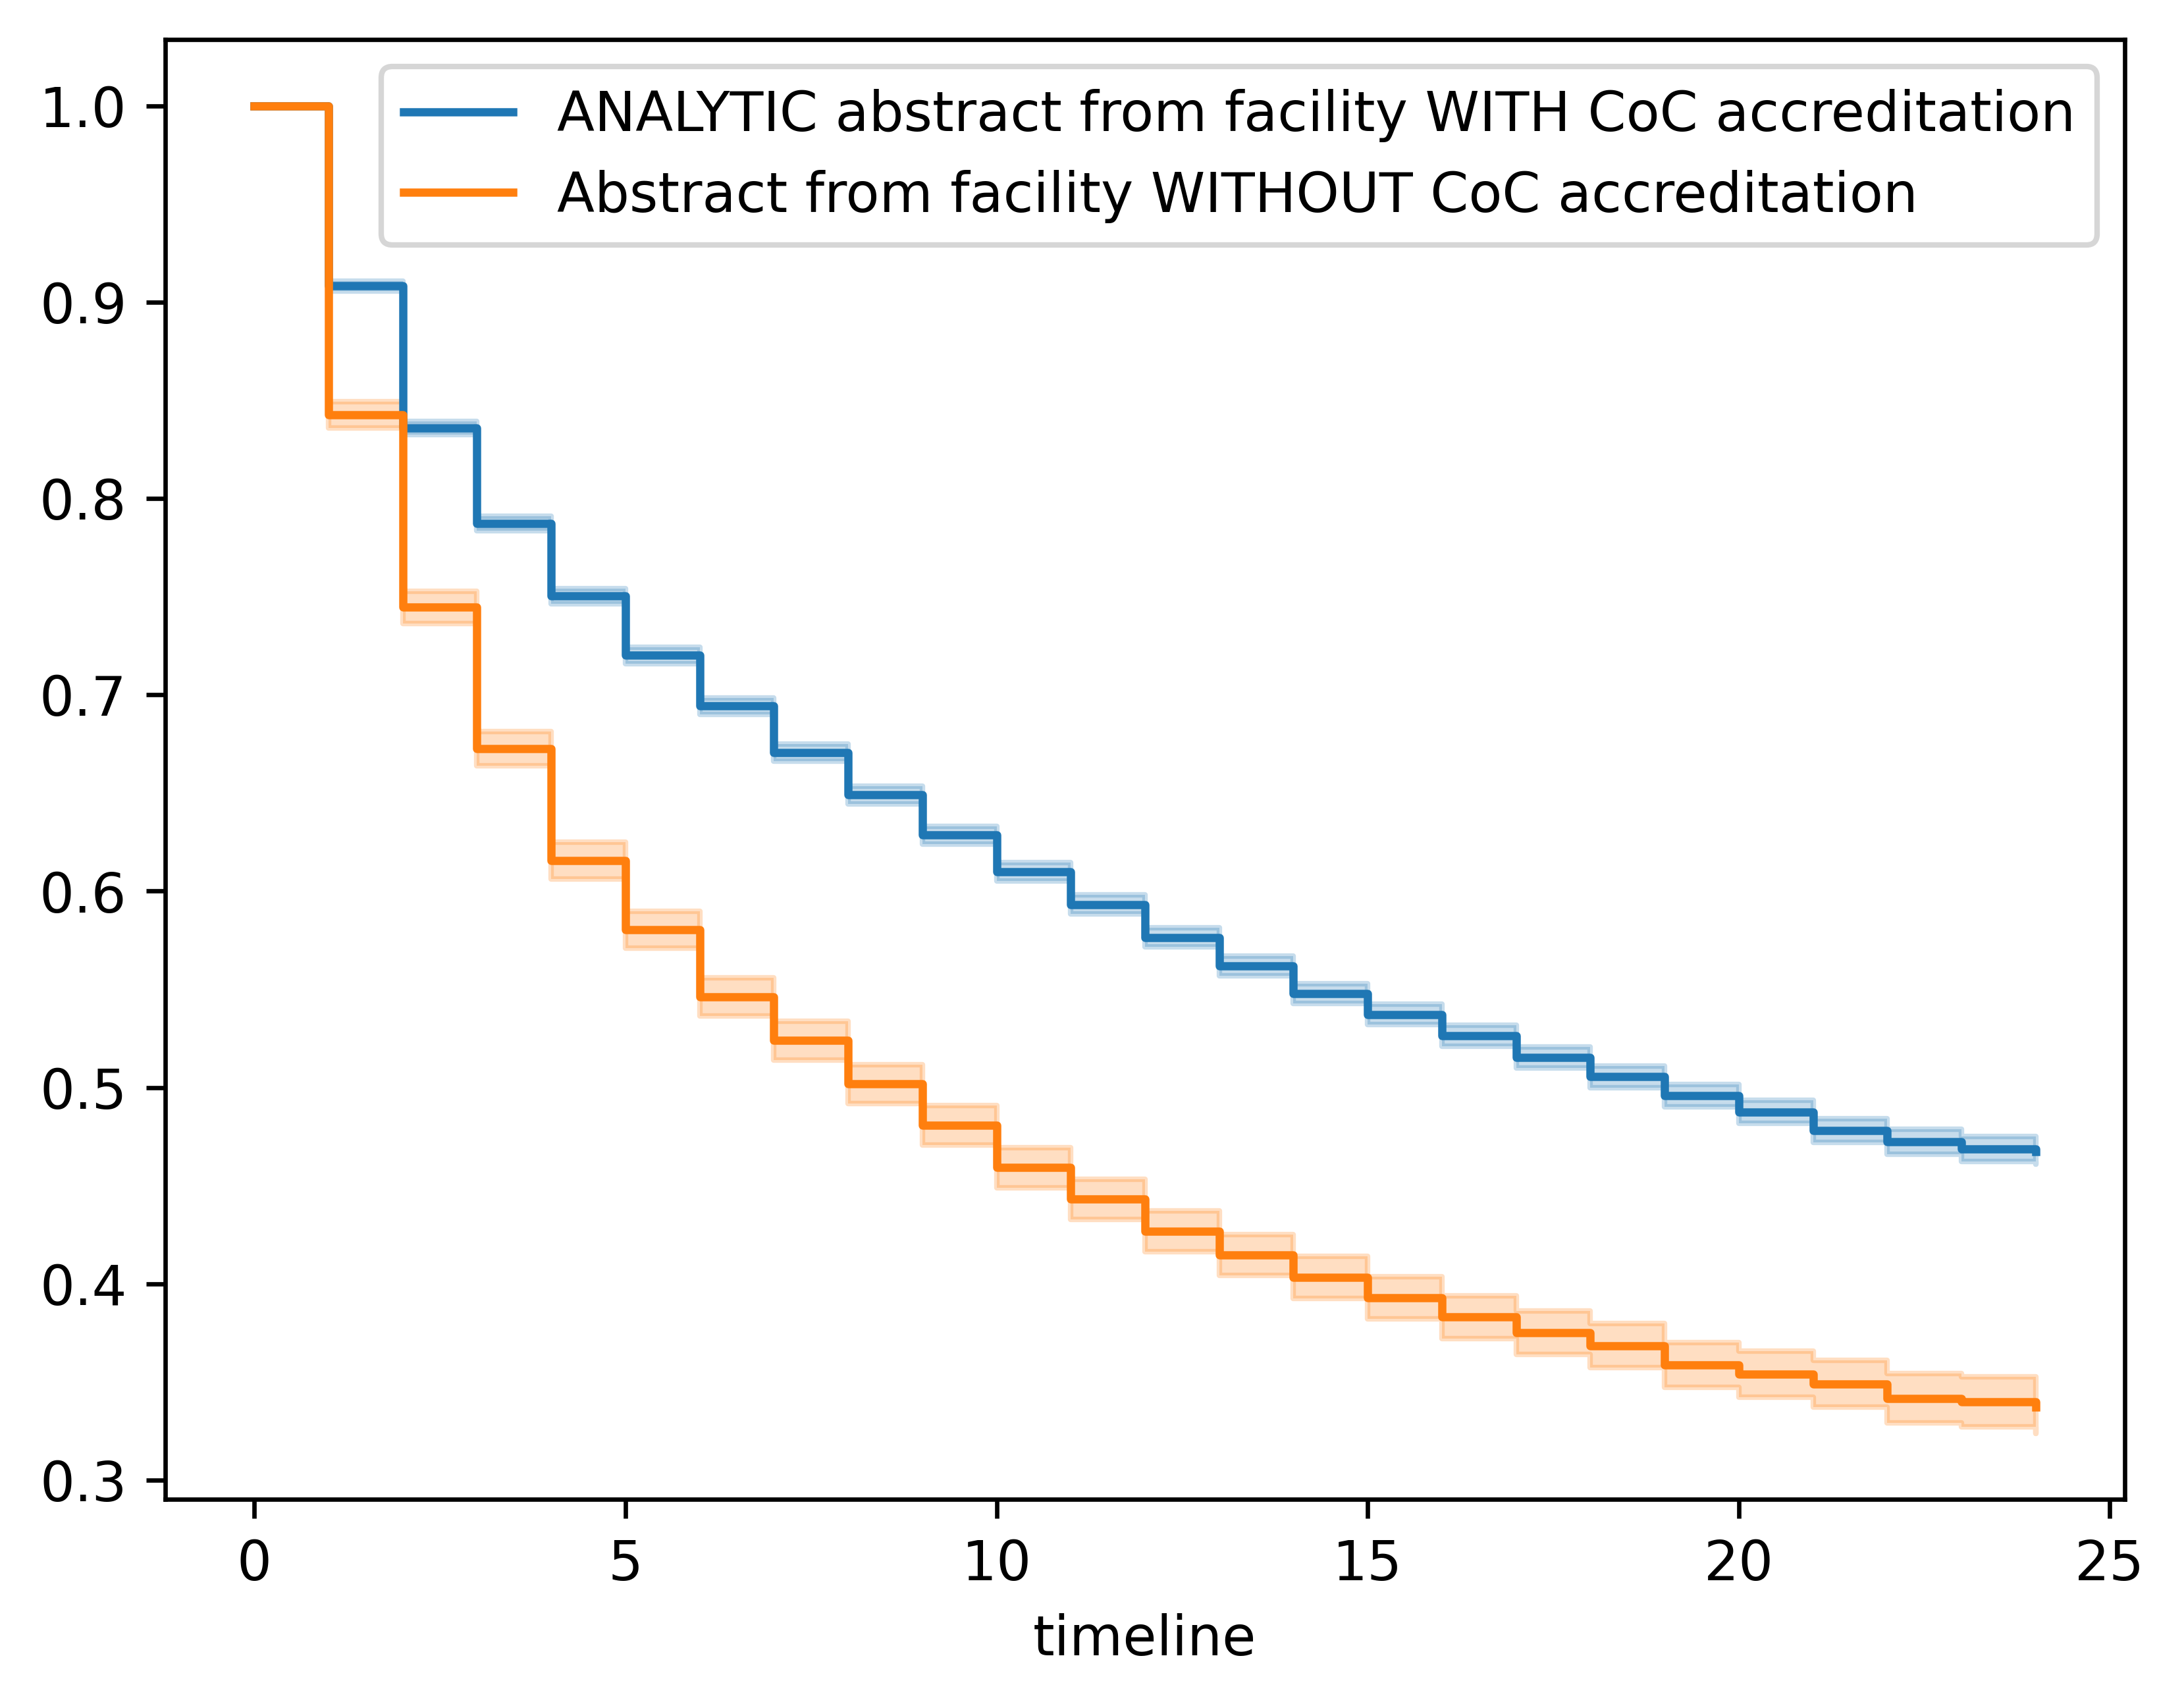 ANALYTIC abstract from facility WITH CoC accreditation
Abstract from facility WITHOUT CoC accreditation
1.0
0.9
0.8
0.7
0.6
0.5
0.4
0.3
0 5 10 15 20 25
timeline